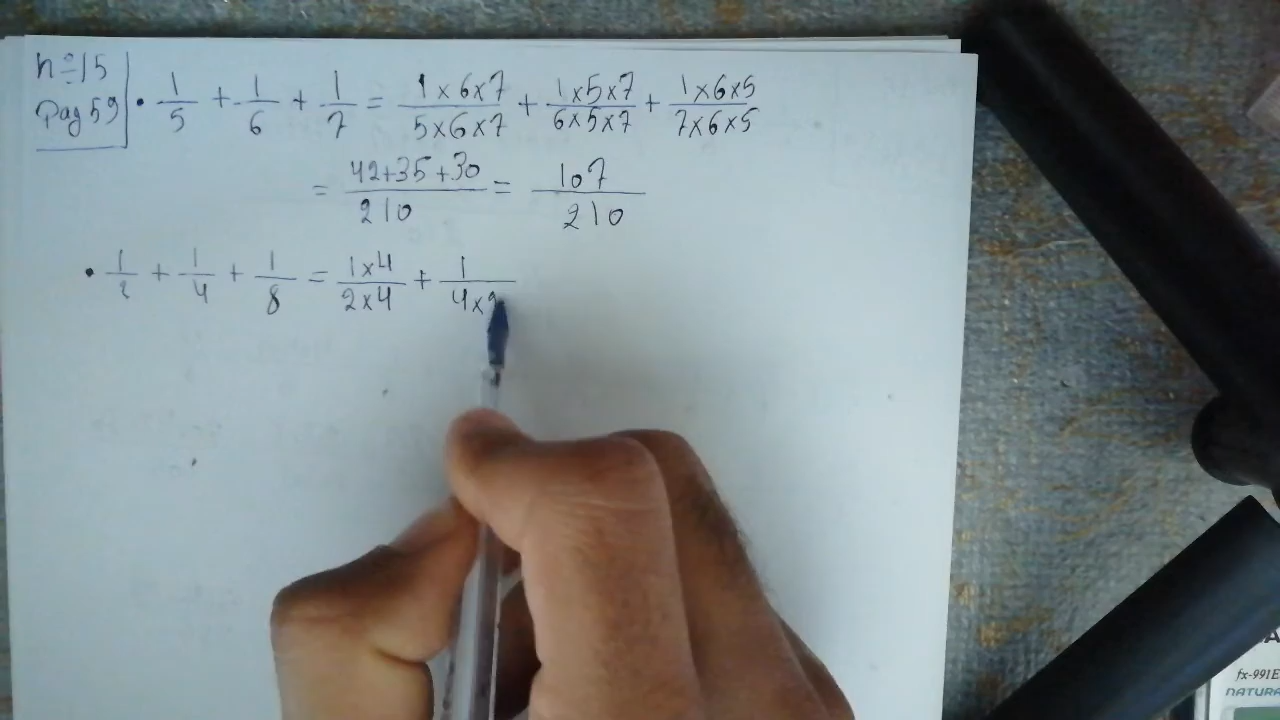 n°15
Pag 59
• 1/5 + 1/6 + 1/7 = 1×6×7/5×6×7 + 1×5×7/6×5×7 + 1×6×5/7×6×5
= 42+35+30/210 = 107/210
• 1/2 + 1/4 + 1/8 = 1×4/2×4 + 1/4×2
fx-991E
NATURA